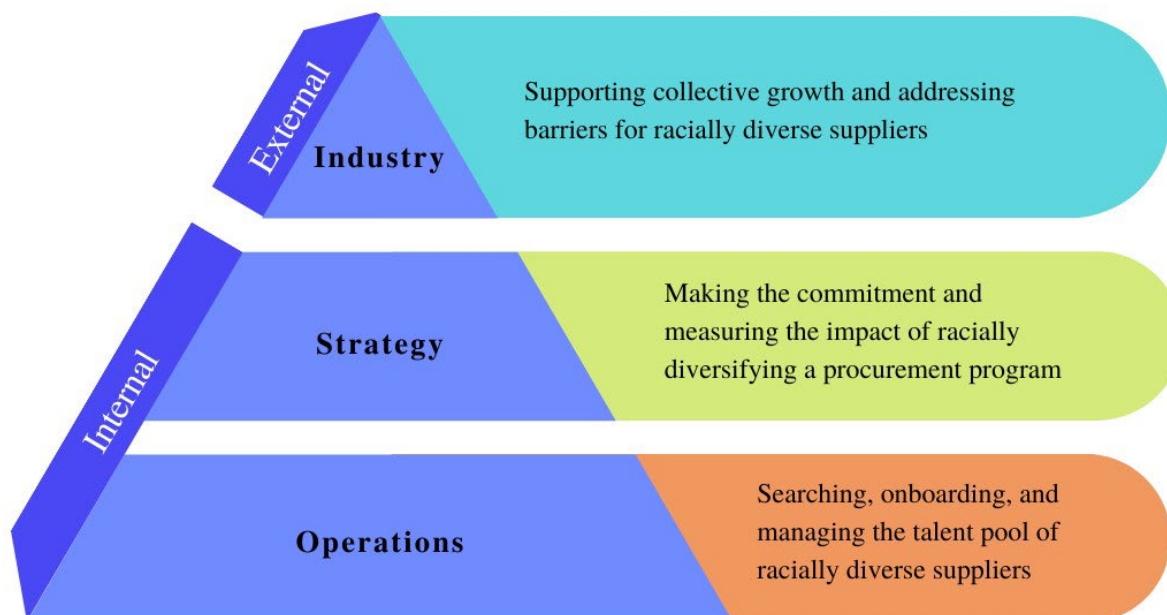 External
Industry
Supporting collective growth and addressing
barriers for racially diverse suppliers
Internal
Strategy
Making the commitment and
measuring the impact of racially
diversifying a procurement program
Operations
Searching, onboarding, and
managing the talent pool of
racially diverse suppliers